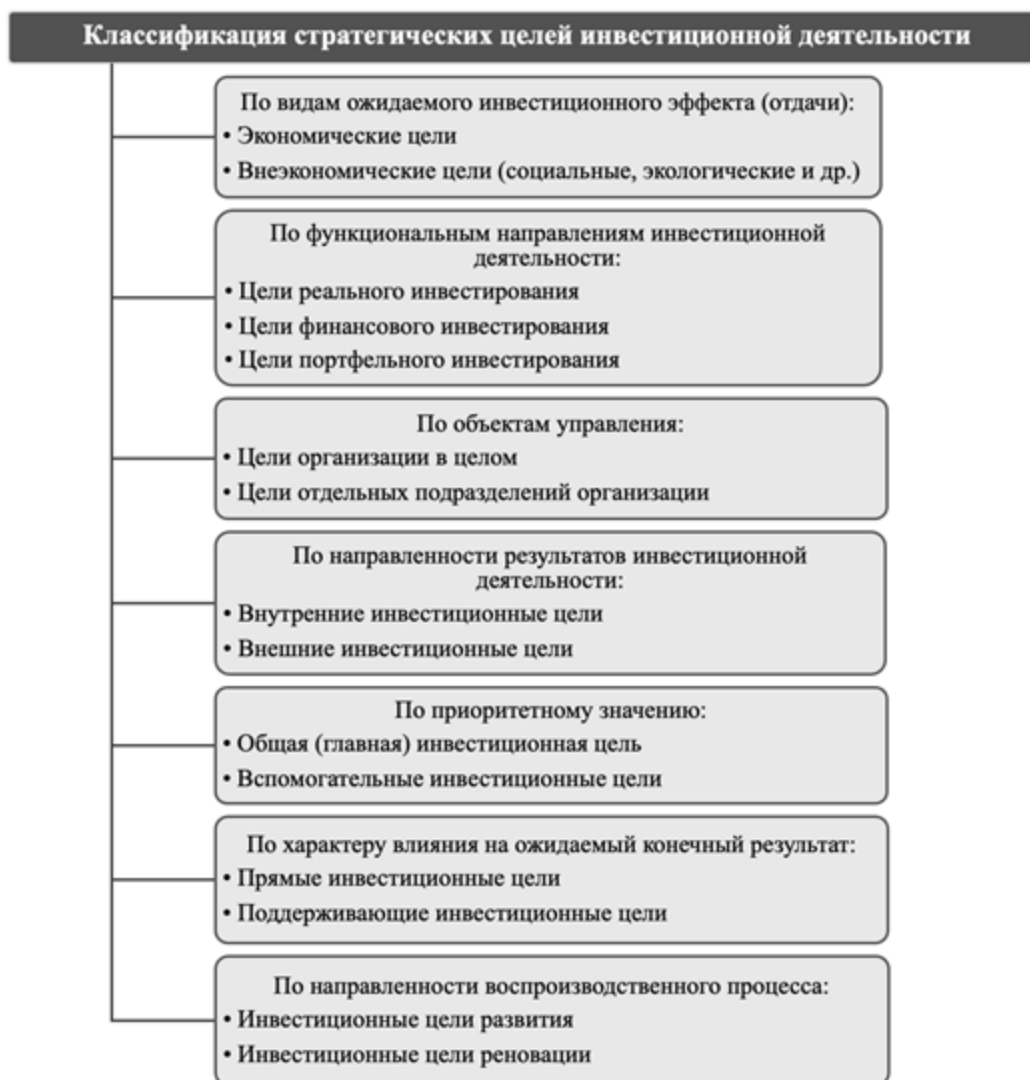 Классификация стратегических целей инвестиционной деятельности
По видам ожидаемого инвестиционного эффекта (отдачи):
• Экономические цели
• Внеэкономические цели (социальные, экологические и др.)
По функциональным направлениям инвестиционной
деятельности:
• Цели реального инвестирования
• Цели финансового инвестирования
• Цели портфельного инвестирования
По объектам управления:
• Цели организации в целом
• Цели отдельных подразделений организации
По направленности результатов инвестиционной
деятельности:
• Внутренние инвестиционные цели
• Внешние инвестиционные цели
По приоритетному значению:
• Общая (главная) инвестиционная цель
• Вспомогательные инвестиционные цели
По характеру влияния на ожидаемый конечный результат:
• Прямые инвестиционные цели
• Поддерживающие инвестиционные цели
По направленности воспроизводственного процесса:
• Инвестиционные цели развития
• Инвестиционные цели реновации